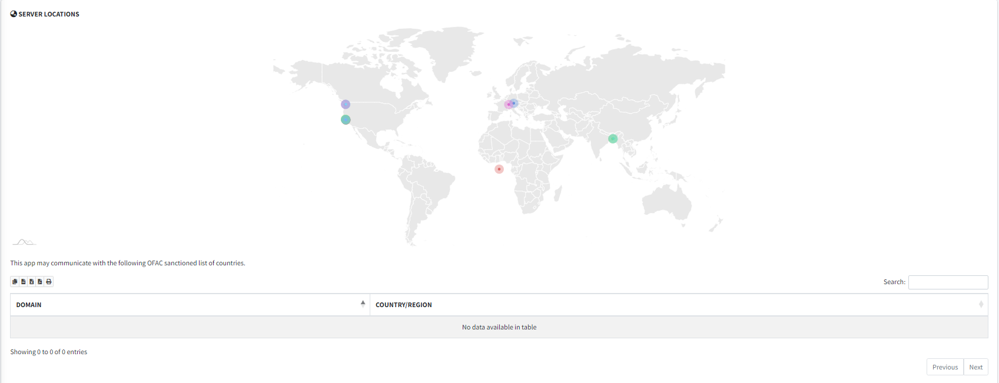 SERVER LOCATIONS
This app may communicate with the following OFAC sanctioned list of countries.
Search:
DOMAIN
COUNTRY/REGION
No data available in table
Showing 0 to 0 of 0 entries
Previous
Next